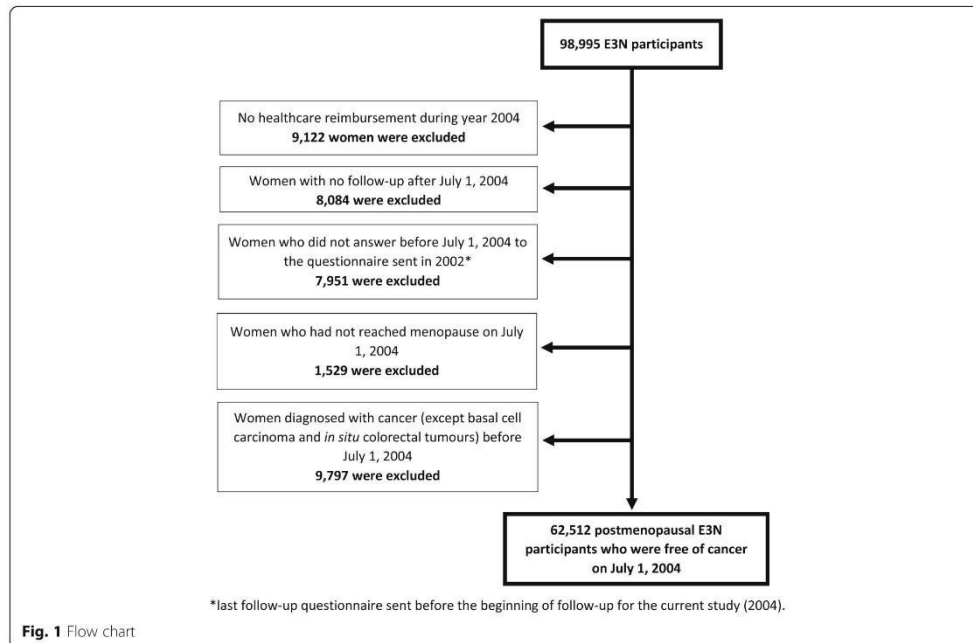 98,995 E3N participants
No healthcare reimbursement during year 2004
9,122 women were excluded
Women with no follow-up after July 1, 2004
8,084 were excluded
Women who did not answer before July 1, 2004 to
the questionnaire sent in 2002*
7,951 were excluded
Women who had not reached menopause on July
1, 2004
1,529 were excluded
Women diagnosed with cancer (except basal cell
carcinoma and in situ colorectal tumours) before
July 1, 2004
9,797 were excluded
62,512 postmenopausal E3N
participants who were free of cancer
on July 1, 2004
*last follow-up questionnaire sent before the beginning of follow-up for the current study (2004).
Fig. 1 Flow chart